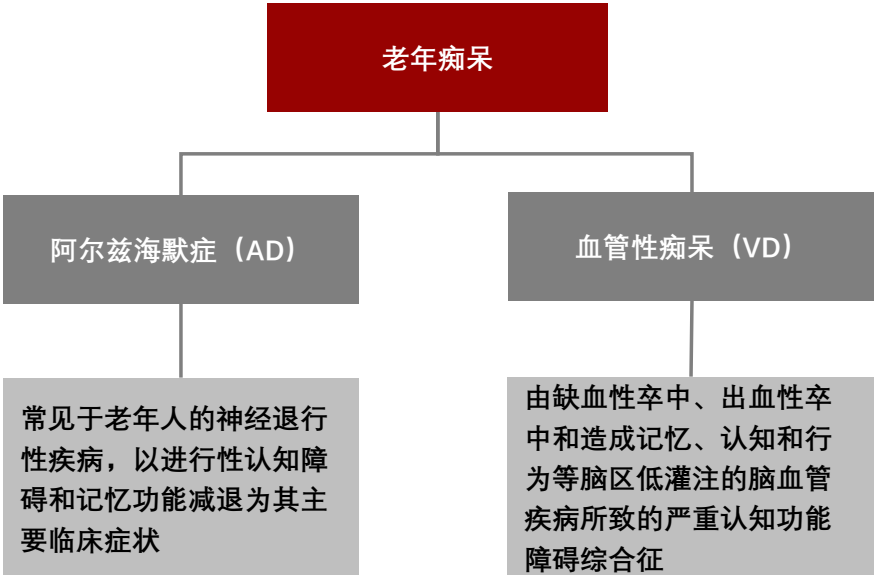 老年痴呆
阿尔兹海默症（AD）
血管性痴呆（VD）
常见于老年人的神经退行
性疾病，以进行性认知障
碍和记忆功能减退为其主
要临床症状
由缺血性卒中、出血性卒
中和造成记忆、认知和行
为等脑区低灌注的脑血管
疾病所致的严重认知功能
障碍综合征